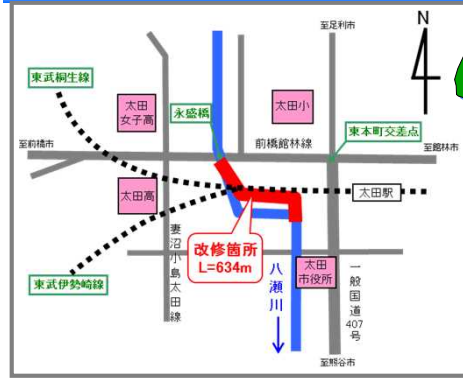 至足利市
N
東武桐生線
太田
女子高
永盛橋
太田小
東本町交差点
至前橋市
前橋館林線
至館林市
太田高
太田駅
妻沼小島太田線
改修箇所
L=634m
東武伊勢崎線
八瀬川
太田
市役所
一般国道407号
至熊谷市